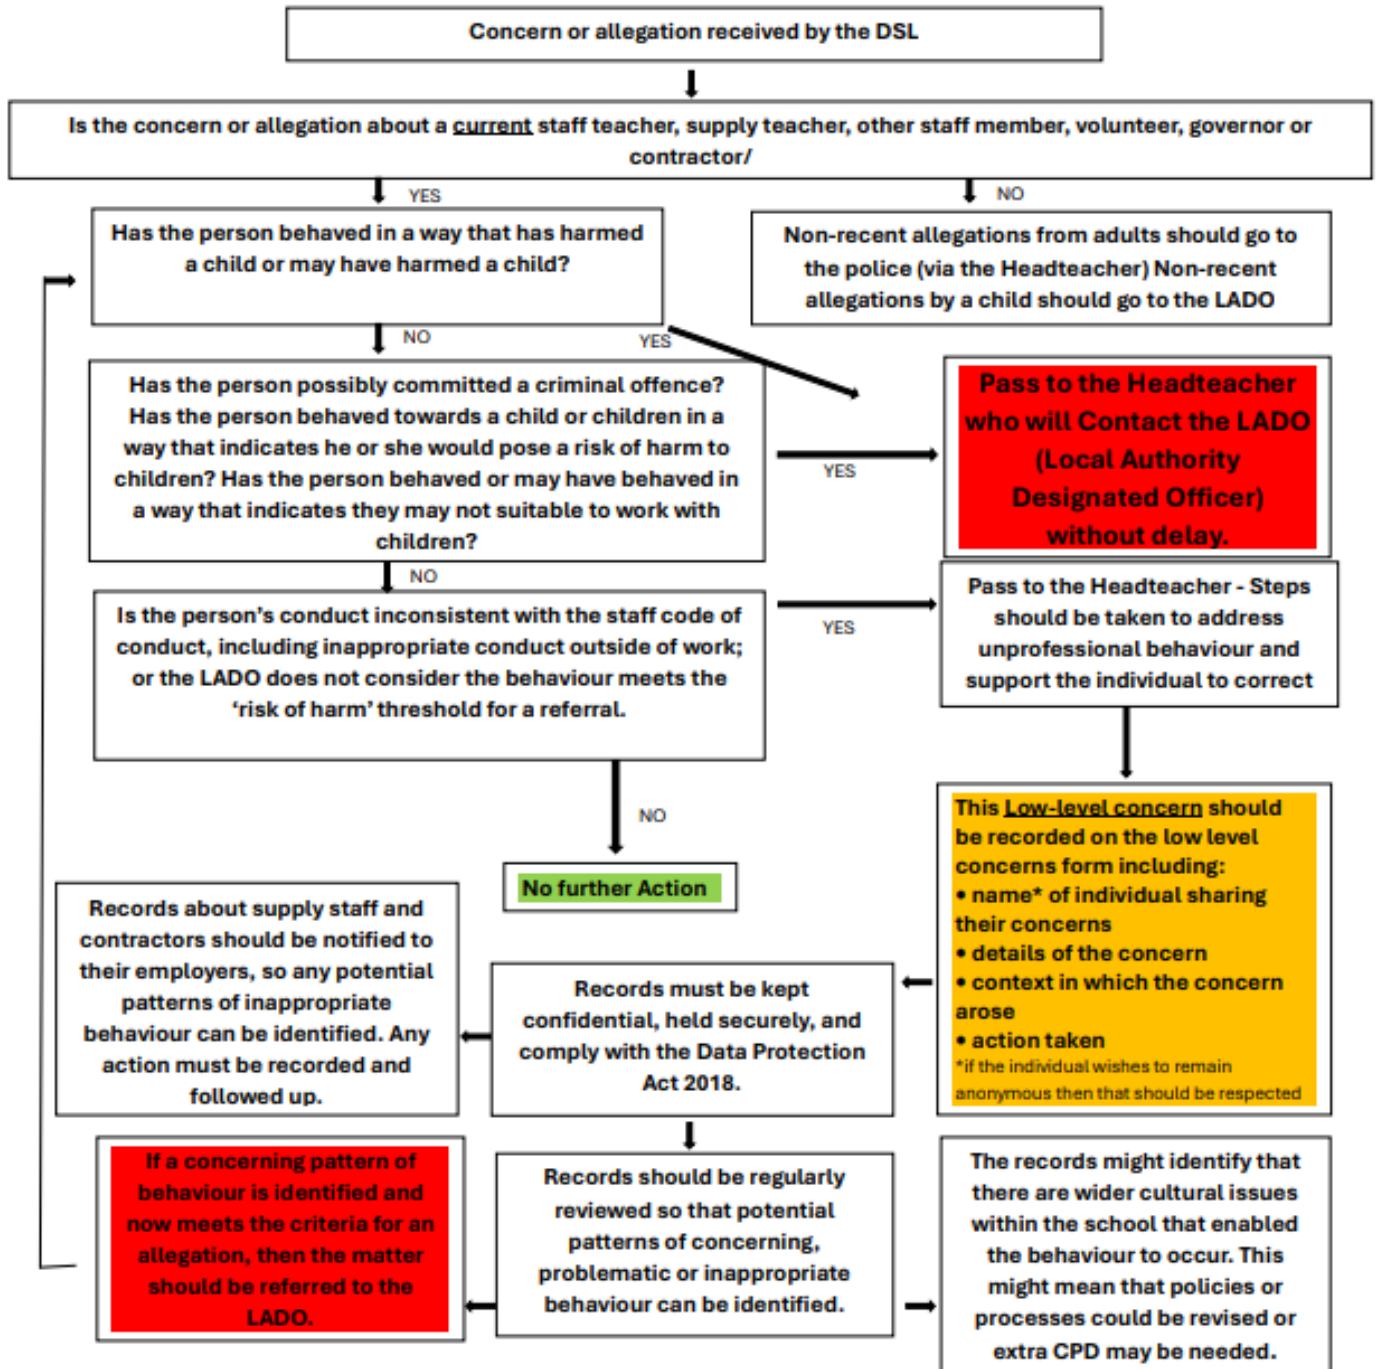 Concern or allegation received by the DSL
Is the concern or allegation about a current staff teacher, supply teacher, other staff member, volunteer, governor or
contractor/
YES
NO
Has the person behaved in a way that has harmed
a child or may have harmed a child?
Non-recent allegations from adults should go to
the police (via the Headteacher) Non-recent
allegations by a child should go to the LADO
NO
YES
Has the person possibly committed a criminal offence?
Has the person behaved towards a child or children in a
way that indicates he or she would pose a risk of harm to
children? Has the person behaved or may have behaved in
a way that indicates they may not suitable to work with
children?
YES
Pass to the Headteacher
who will Contact the LADO
(Local Authority
Designated Officer)
without delay.
NO
Is the person's conduct inconsistent with the staff code of
conduct, including inappropriate conduct outside of work;
or the LADO does not consider the behaviour meets the
‘risk of harm’ threshold for a referral.
YES
Pass to the Headteacher - Steps
should be taken to address
unprofessional behaviour and
support the individual to correct
NO
No further Action
This Low-level concern should
be recorded on the low level
concerns form including:
• name* of individual sharing
their concerns
• details of the concern
• context in which the concern
arose
• action taken
*if the individual wishes to remain
anonymous then that should be respected
Records must be kept
confidential, held securely, and
comply with the Data Protection
Act 2018.
Records about supply staff and
contractors should be notified to
their employers, so any potential
patterns of inappropriate
behaviour can be identified. Any
action must be recorded and
followed up.
Records should be regularly
reviewed so that potential
patterns of concerning,
problematic or inappropriate
behaviour can be identified.
If a concerning pattern of
behaviour is identified and
now meets the criteria for an
allegation, then the matter
should be referred to the
LADO.
The records might identify that
there are wider cultural issues
within the school that enabled
the behaviour to occur. This
might mean that policies or
processes could be revised or
extra CPD may be needed.